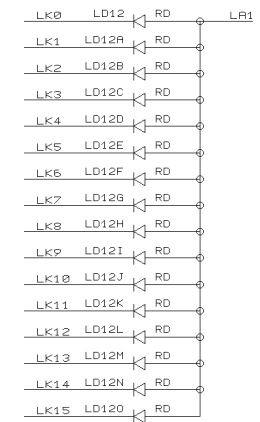 LK0 LD12 RD LA1
LK1 LD12A RD
LK2 LD12B RD
LK3 LD12C RD
LK4 LD12D RD
LK5 LD12E RD
LK6 LD12F RD
LK7 LD12G RD
LK8 LD12H RD
LK9 LD12I RD
LK10 LD12J RD
LK11 LD12K RD
LK12 LD12L RD
LK13 LD12M RD
LK14 LD12N RD
LK15 LD12O RD